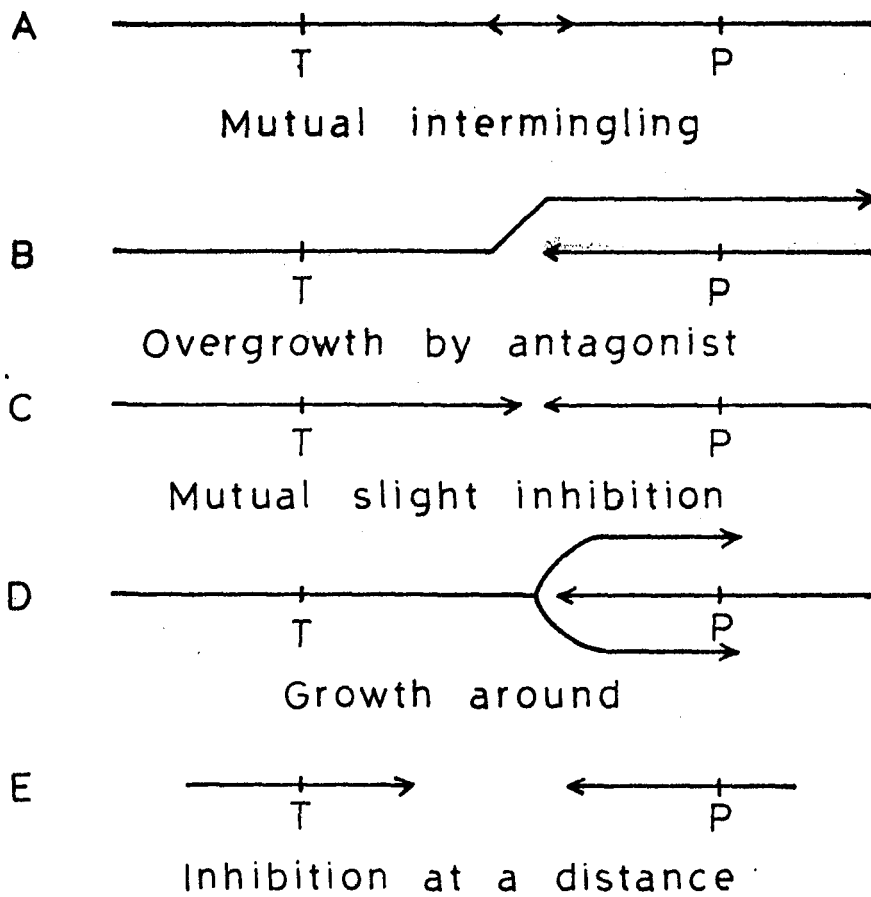 A
T P
Mutual intermingling
B
T P
Overgrowth by antagonist
C
T P
Mutual slight inhibition
D
T P
Growth around
E
T P
Inhibition at a distance